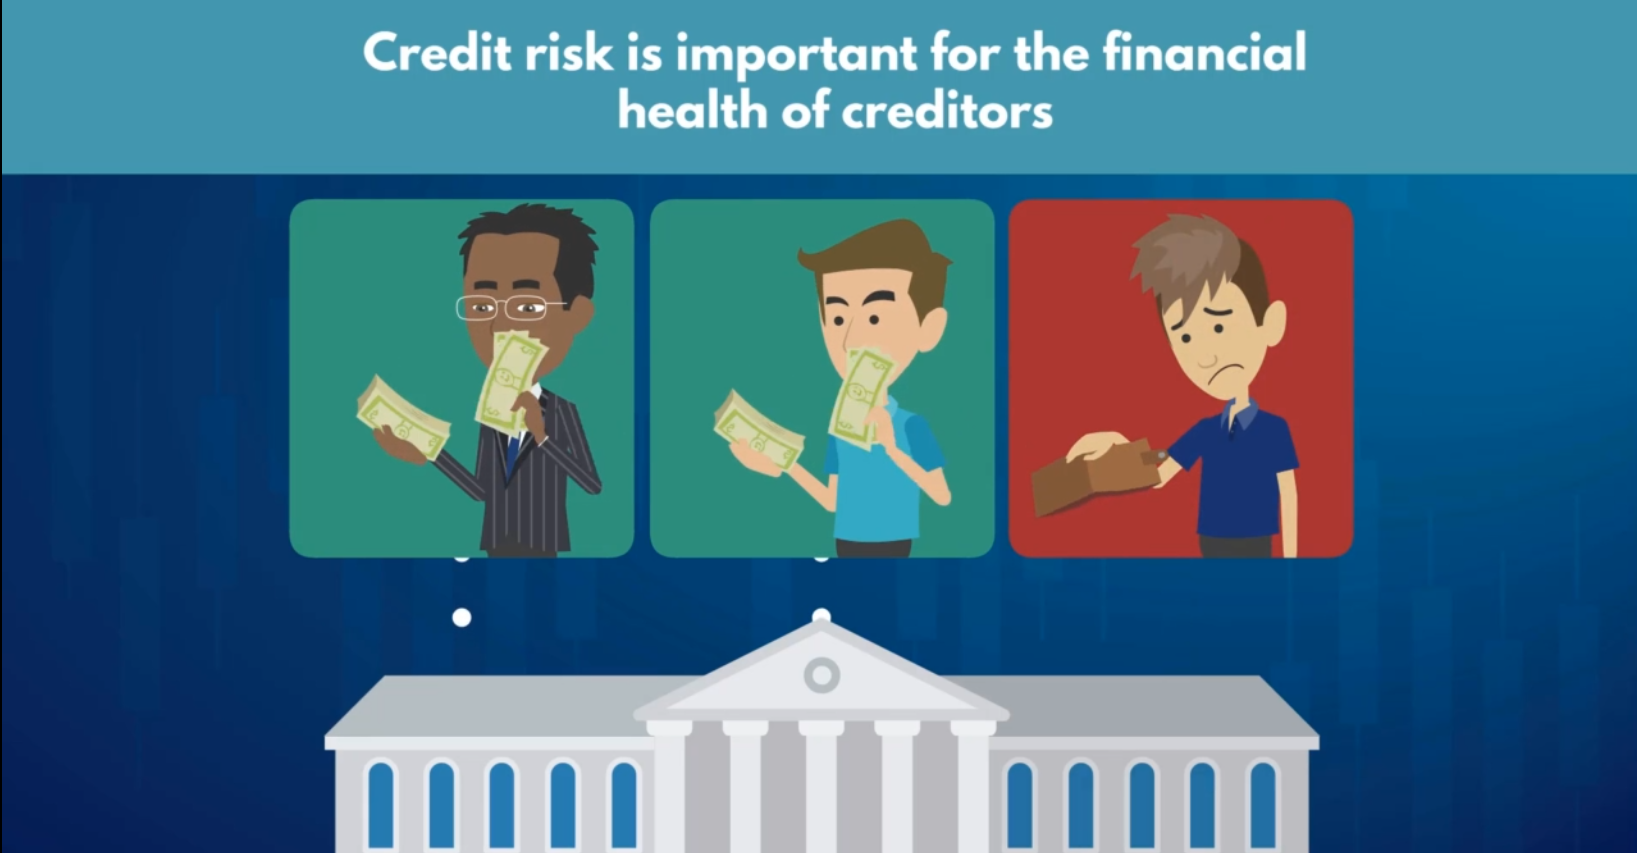 Credit risk is important for the financial
health of creditors